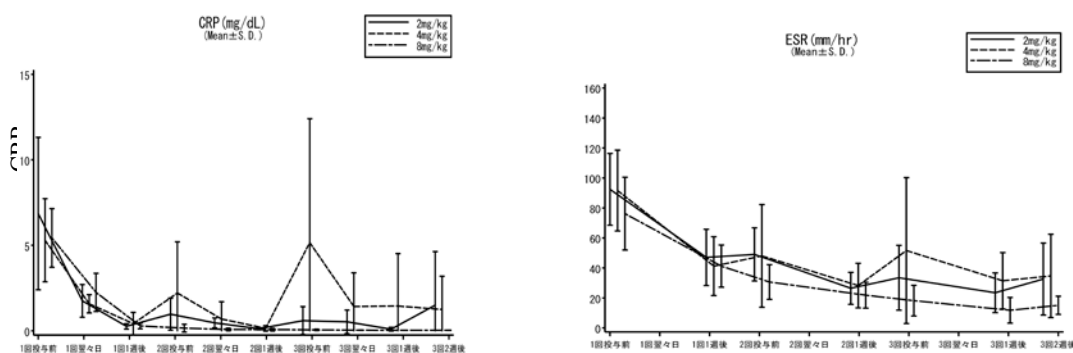 CRP(mg/dL)
(Mean±S.D.)
2mg/kg
4mg/kg
8mg/kg
15
10
5
0
CRP
1回投与前 1回翌々日 1回1週後 2回投与前 2回翌々日 2回1週後 3回投与前 3回翌々日 3回1週後 3回2週後
ESR(mm/hr)
(Mean±S.D.)
2mg/kg
4mg/kg
8mg/kg
160
140
120
100
80
60
40
20
0
1回投与前 1回翌々日 1回1週後 2回投与前 2回翌々日 2回1週後 3回投与前 3回翌々日 3回1週後 3回2週後